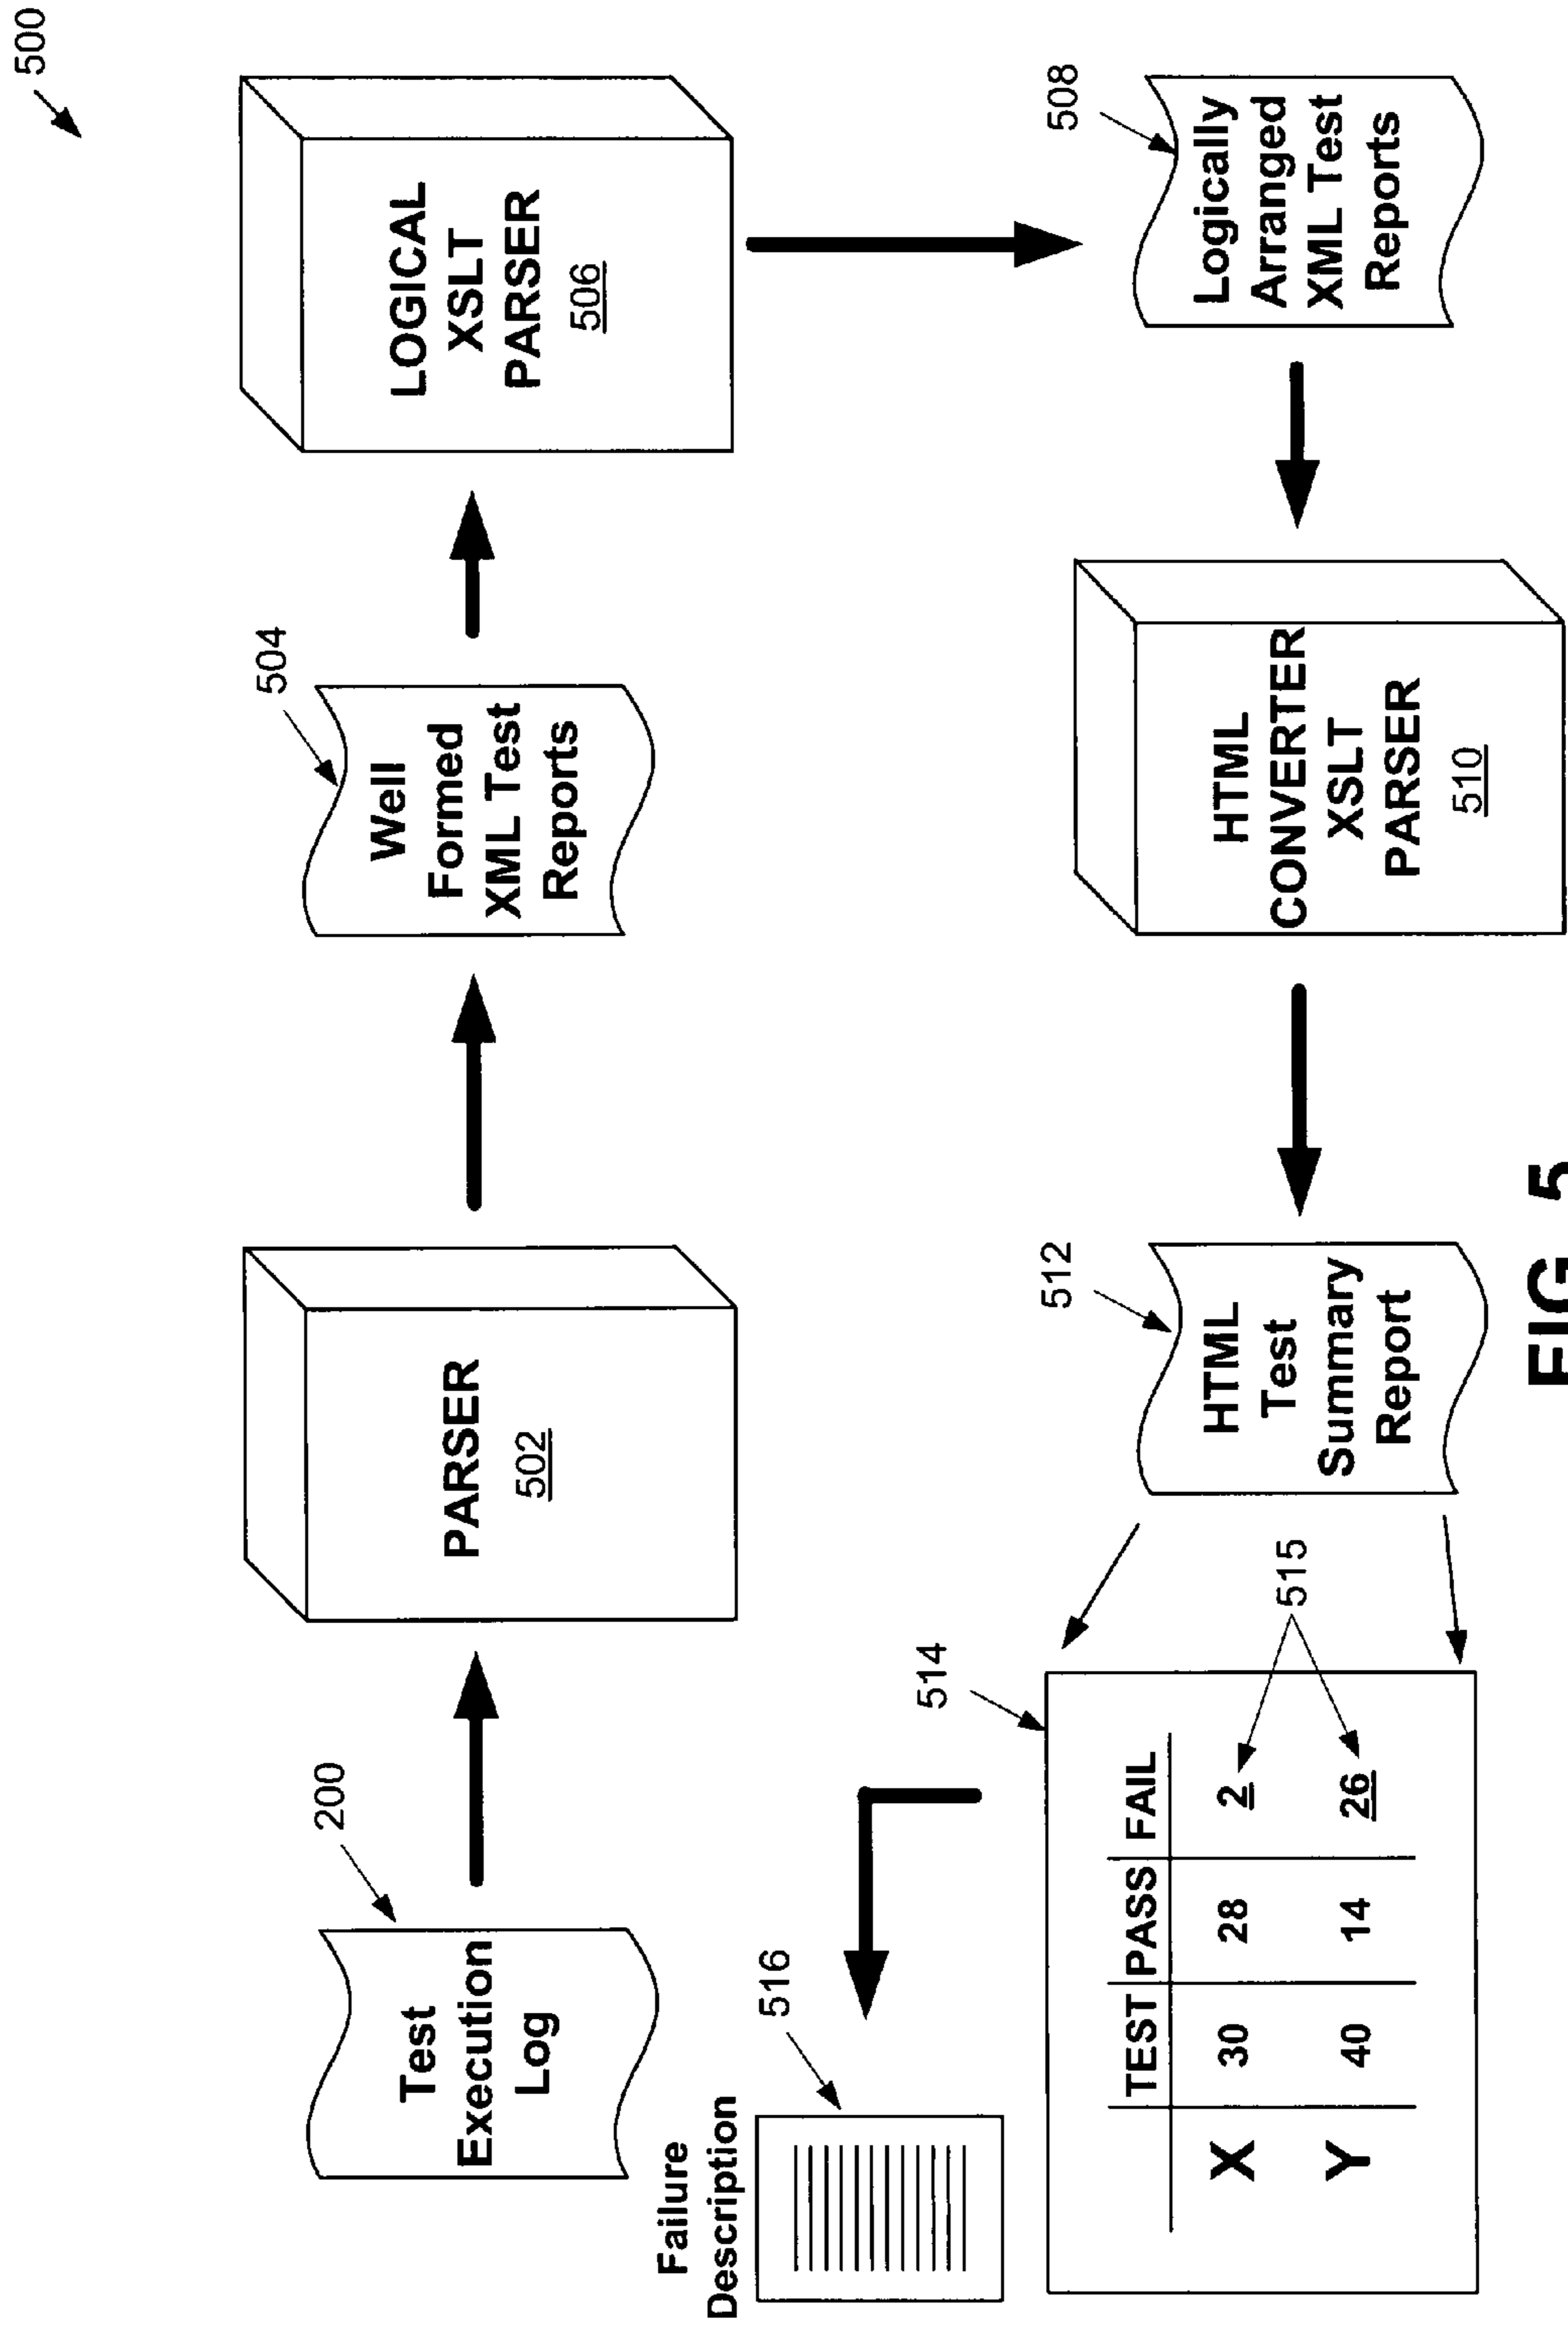 500
200
Test
Execution
Log
PARSER
502
504
Well
Formed
XML Test
Reports
LOGICAL
XSLT
PARSER
506
508
Logically
Arranged
XML Test
Reports
HTML
CONVERTER
XSLT
PARSER
510
512
HTML
Test
Summary
Report
Failure
Description
516
514
515
TEST PASS FAIL
X 30 28 2
Y 40 14 26
FIG. 5